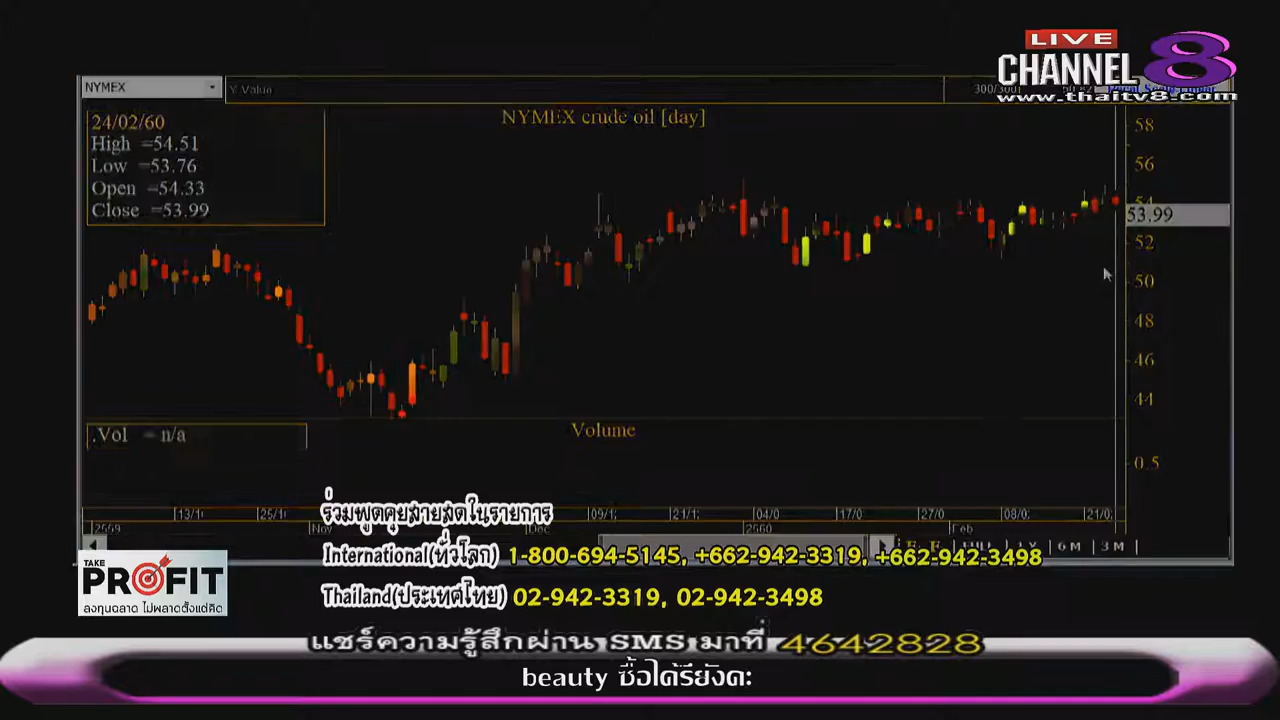 LIVE
CHANNEL 8
www.thaitv8.com
NYMEX
Y Value
300/300
NYMEX crude oil [day]
24/02/60
High =54.51
Low =53.76
Open =54.33
Close =53.99
58
56
54
53.99
52
50
48
46
44
.Vol = n/a
Volume
0.5
13/1
25/1
09/1
21/1
04/0
17/0
27/0
08/0
21/0
2559
Nov
Dec
2560
Feb
6 M
3 M
ร่วมพูดคุยสายสดในรายการ
International(ทั่วโลก) 1-800-694-5145, +662-942-3319, +662-942-3498
Thailand(ประเทศไทย) 02-942-3319, 02-942-3498
TAKE
PROFIT
ลงทุนฉลาด ไม่พลาดตั้งแต่คิด
แชร์ความรู้สึกผ่าน SMS มาที่ 4642828
beauty ซื้อได้รึยังคะ